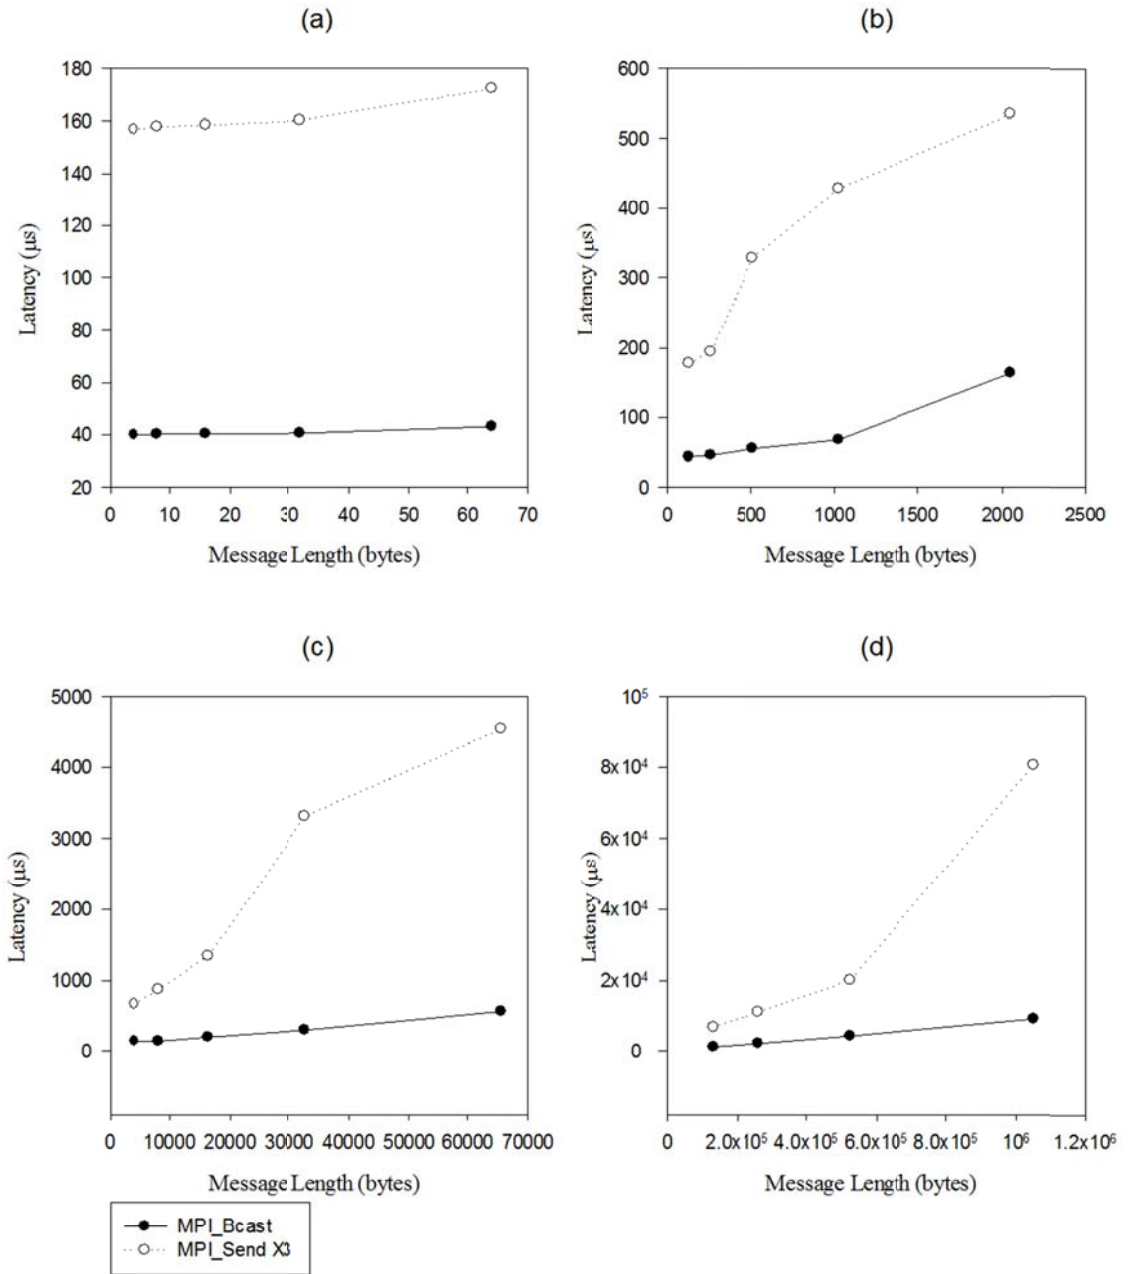 (a)
(b)
180
160
140
120
100
80
60
40
20
Latency (μs)
0 10 20 30 40 50 60 70
Message Length (bytes)
600
500
400
300
200
100
0
Latency (μs)
0 500 1000 1500 2000 2500
Message Length (bytes)
(c)
(d)
5000
4000
3000
2000
1000
0
Latency (μs)
0 10000 20000 30000 40000 50000 60000 70000
Message Length (bytes)
10⁵
8x10⁴
6x10⁴
4x10⁴
2x10⁴
0
Latency (μs)
0 2.0x10⁵ 4.0x10⁵ 6.0x10⁵ 8.0x10⁵ 10⁶ 1.2x10⁶
Message Length (bytes)
MPI_Bcast
MPI_Send X3